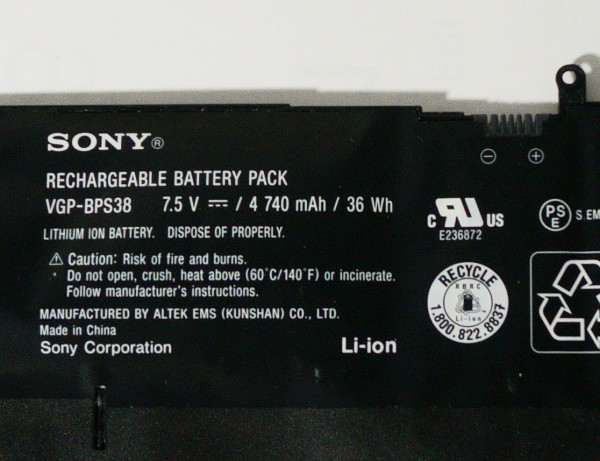 SONY®
RECHARGEABLE BATTERY PACK
VGP-BPS38 7.5 V ⎓ / 4 740 mAh / 36 Wh
LITHIUM ION BATTERY. DISPOSE OF PROPERLY.
⚠ Caution: Risk of fire and burns.
Do not open, crush, heat above (60°C/140°F) or incinerate.
Follow manufacturer's instructions.
MANUFACTURED BY ALTEK EMS (KUNSHAN) CO., LTD.
Made in China
Sony Corporation Li-ion
c RU US
E236872
PS
E
S EM
RECYCLE
RBRC
Li-ion
1.800.822.8837